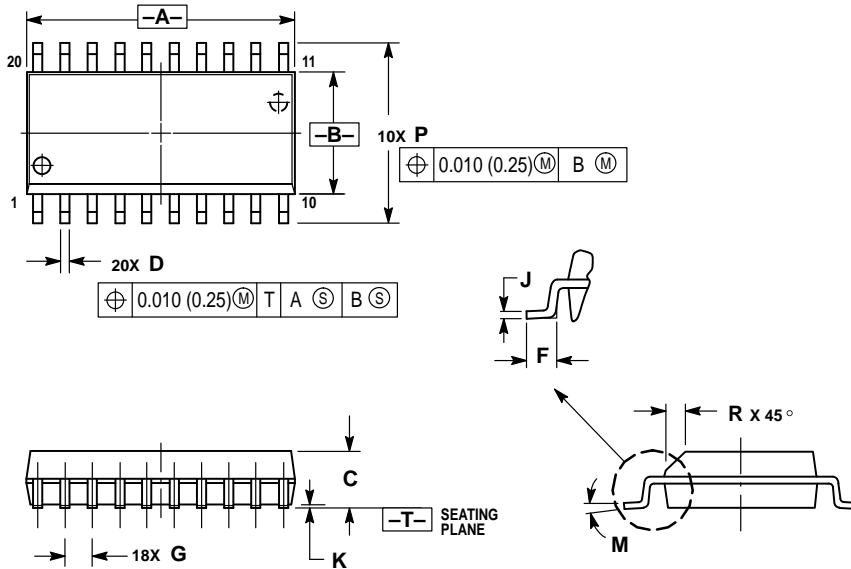 –A–
20
11
–B–
10X P
⌖ 0.010 (0.25) Ⓜ B Ⓜ
1
10
20X D
⌖ 0.010 (0.25) Ⓜ T A Ⓢ B Ⓢ
J
F
R X 45°
C
–T– SEATING
PLANE
18X G
K
M